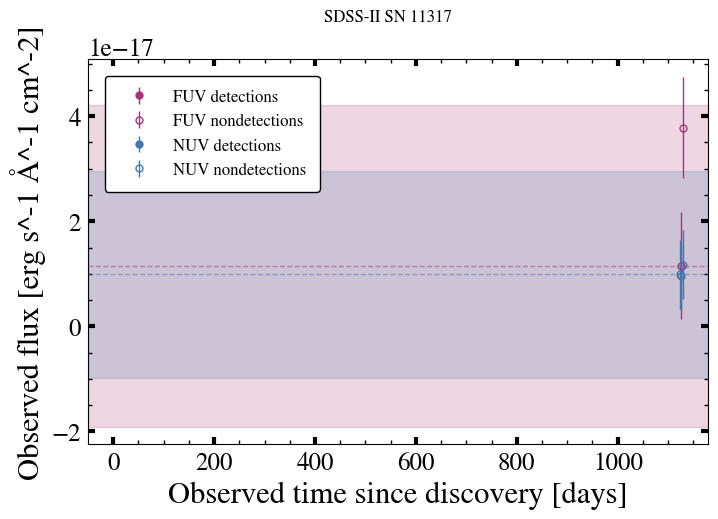 SDSS-II SN 11317
1e−17
Observed flux [erg s^-1 Å^-1 cm^-2]
4
2
0
−2
FUV detections
FUV nondetections
NUV detections
NUV nondetections
0 200 400 600 800 1000
Observed time since discovery [days]